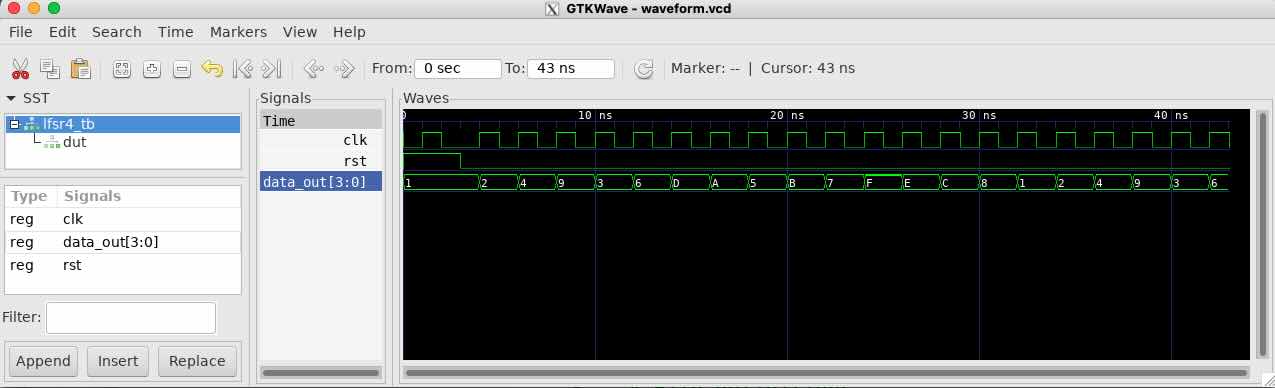 GTKWave - waveform.vcd
File Edit Search Time Markers View Help
From: 0 sec To: 43 ns Marker: -- | Cursor: 43 ns
SST
lfsr4_tb
dut
Type Signals
reg clk
reg data_out[3:0]
reg rst
Filter:
Append Insert Replace
Signals
Time
clk
rst
data_out[3:0]
Waves
0 10 ns 20 ns 30 ns 40 ns
1 2 4 9 3 6 D A 5 B 7 F E C 8 1 2 4 9 3 6